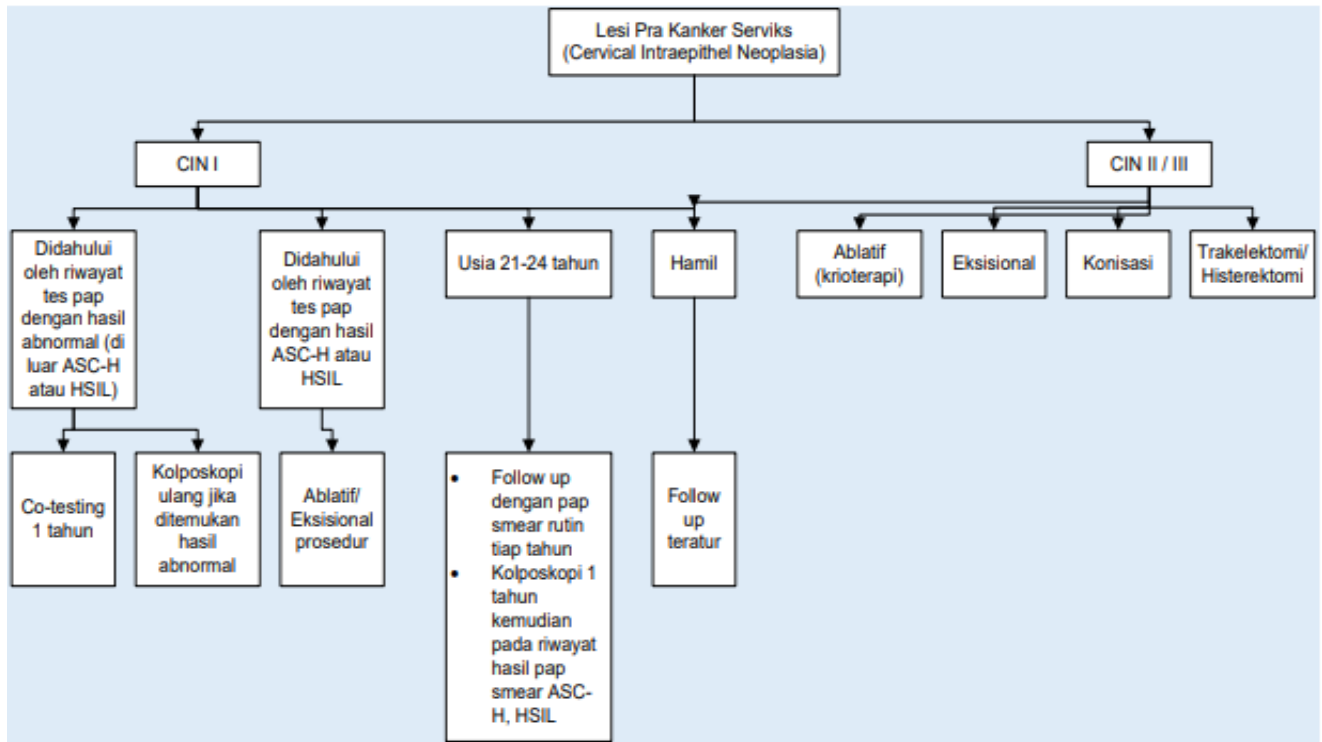 Lesi Pra Kanker Serviks
(Cervical Intraepithel Neoplasia)
CIN I
CIN II / III
Didahului
oleh riwayat
tes pap
dengan hasil
abnormal (di
luar ASC-H
atau HSIL)
Didahului
oleh riwayat
tes pap
dengan hasil
ASC-H atau
HSIL
Usia 21-24 tahun
Hamil
Ablatif
(krioterapi)
Eksisional
Konisasi
Trakelektomi/
Histerektomi
Co-testing
1 tahun
Kolposkopi
ulang jika
ditemukan
hasil
abnormal
Ablatif/
Eksisional
prosedur
• Follow up
dengan pap
smear rutin
tiap tahun
• Kolposkopi 1
tahun
kemudian
pada riwayat
hasil pap
smear ASC-
H, HSIL
Follow
up
teratur